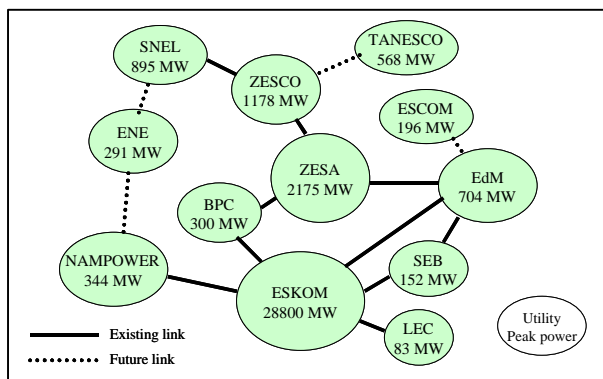 SNEL
895 MW
TANESCO
568 MW
ZESCO
1178 MW
ESCOM
196 MW
ENE
291 MW
ZESA
2175 MW
EdM
704 MW
BPC
300 MW
NAMPOWER
344 MW
SEB
152 MW
ESKOM
28800 MW
LEC
83 MW
Utility
Peak power
Existing link
Future link